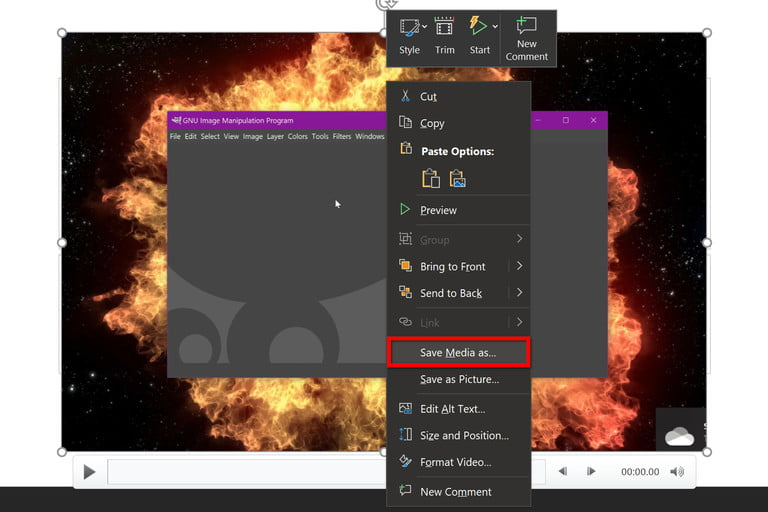 Style
Trim
Start
New
Comment
GNU Image Manipulation Program
File Edit Select View Image Layer Colors Tools Filters Windows
Cut
Copy
Paste Options:
Preview
Group
Bring to Front
Send to Back
Link
Save Media as...
Save as Picture...
Edit Alt Text...
Size and Position...
Format Video...
New Comment
00:00.00